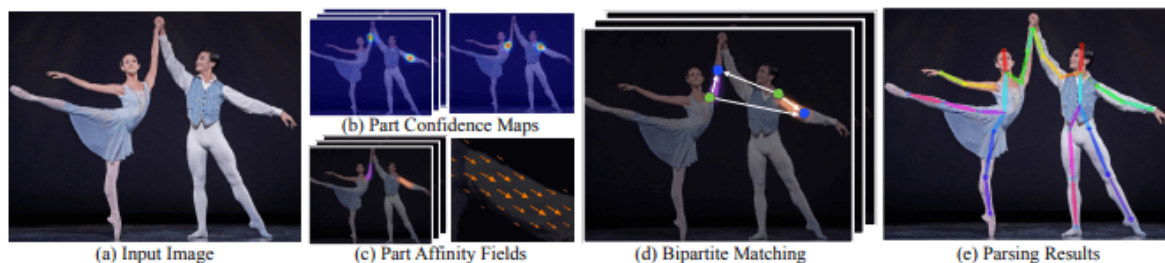 (a) Input Image
(b) Part Confidence Maps
(c) Part Affinity Fields
(d) Bipartite Matching
(e) Parsing Results